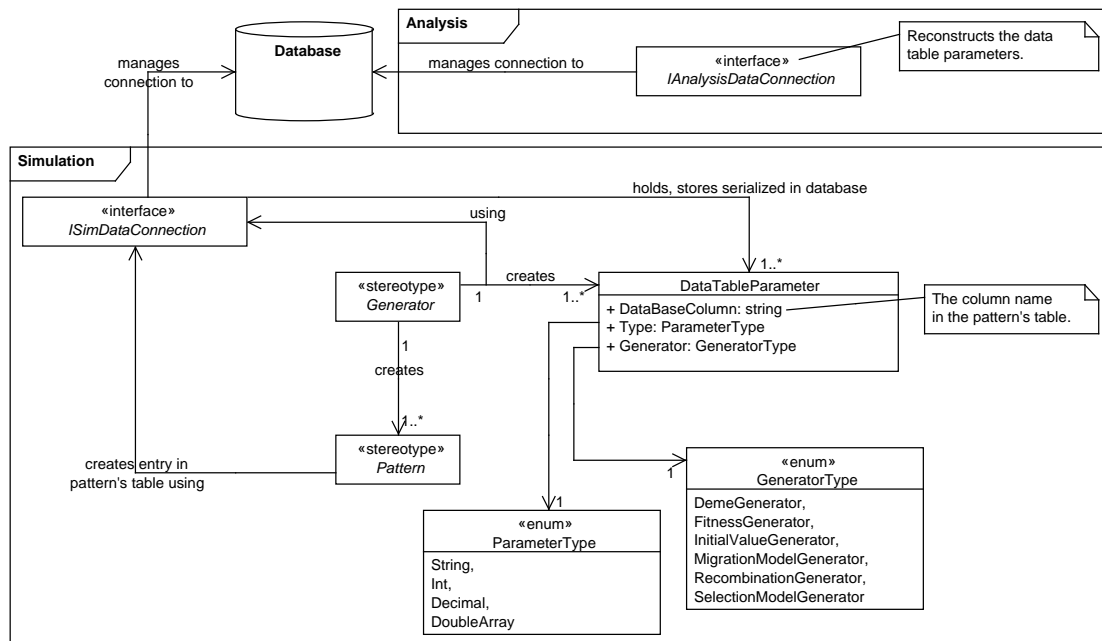 Analysis
Database
Reconstructs the data
table parameters.
manages
connection to
manages connection to
«interface»
IAnalysisDataConnection
Simulation
holds, stores serialized in database
«interface»
ISimDataConnection
using
1..*
creates
«stereotype»
Generator
1
1..*
DataTableParameter
+ DataBaseColumn: string
+ Type: ParameterType
+ Generator: GeneratorType
The column name
in the pattern's table.
1
creates
1..*
«stereotype»
Pattern
creates entry in
pattern's table using
1
«enum»
GeneratorType
DemeGenerator,
FitnessGenerator,
InitialValueGenerator,
MigrationModelGenerator,
RecombinationGenerator,
SelectionModelGenerator
1
«enum»
ParameterType
String,
Int,
Decimal,
DoubleArray